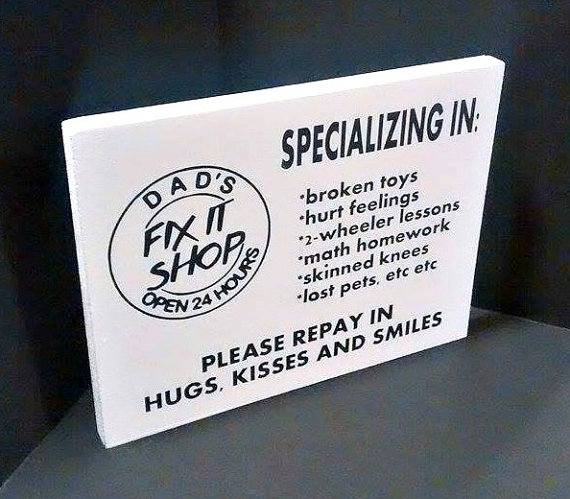 DAD'S
FIX IT
SHOP
OPEN 24 HOURS
SPECIALIZING IN:
•broken toys
•hurt feelings
•2-wheeler lessons
•math homework
•skinned knees
•lost pets, etc etc
PLEASE REPAY IN
HUGS, KISSES AND SMILES